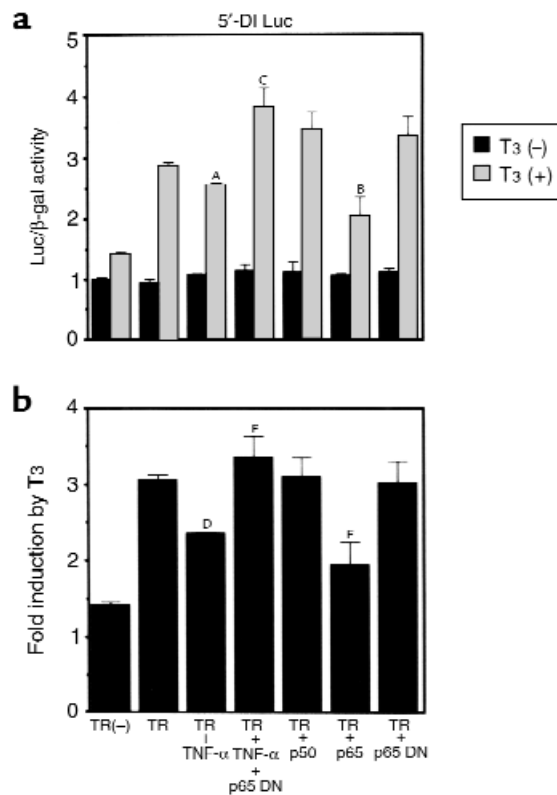 a
5′-DI Luc
Luc/β-gal activity
5
4
3
2
1
0
A
C
B
T3 (–)
T3 (+)
b
Fold induction by T3
4
3
2
1
0
D
F
F
TR(–)
TR
TR
–
TNF-α
TR
+
TNF-α
+
p65 DN
TR
+
p50
TR
+
p65
TR
+
p65 DN